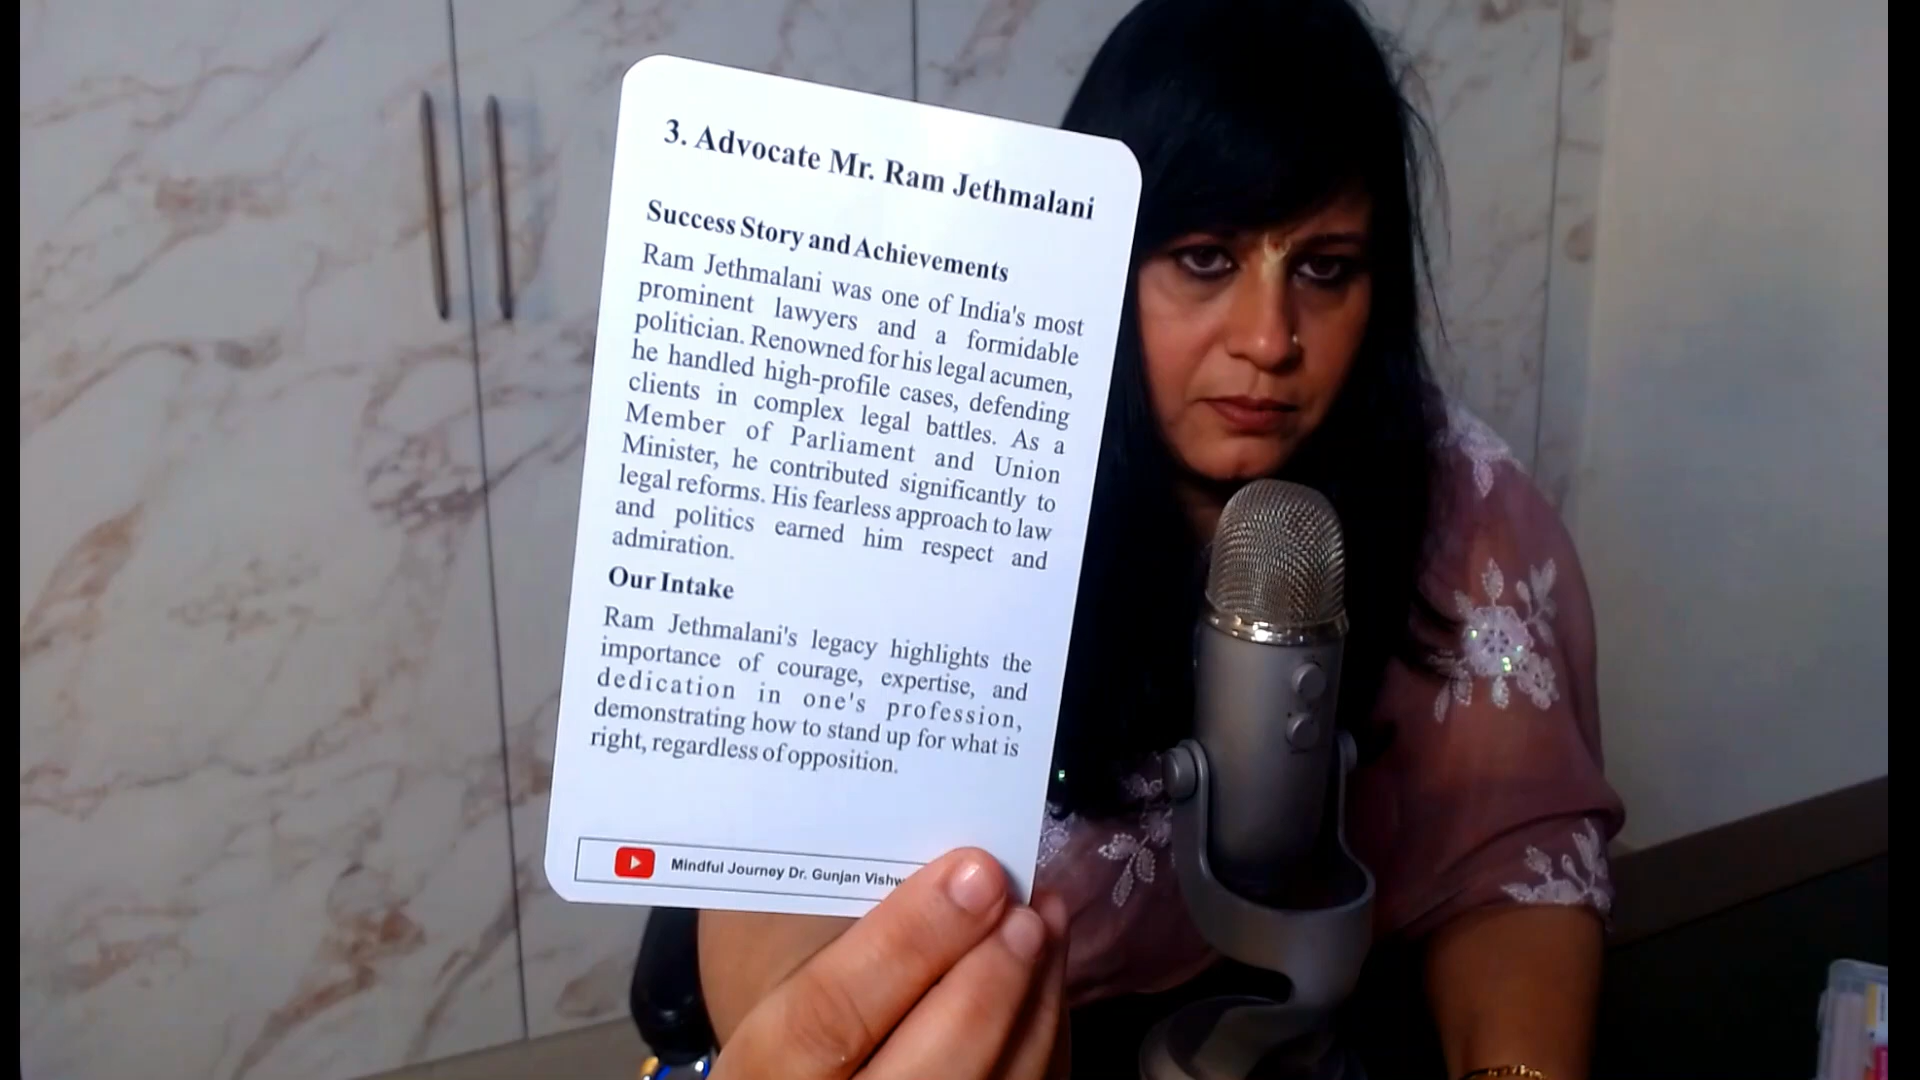 3. Advocate Mr. Ram Jethmalani
Success Story and Achievements
Ram Jethmalani was one of India's most
prominent lawyers and a formidable
politician. Renowned for his legal acumen,
he handled high-profile cases, defending
clients in complex legal battles. As a
Member of Parliament and Union
Minister, he contributed significantly to
legal reforms. His fearless approach to law
and politics earned him respect and
admiration.
Our Intake
Ram Jethmalani's legacy highlights the
importance of courage, expertise, and
dedication in one's profession,
demonstrating how to stand up for what is
right, regardless of opposition.
Mindful Journey Dr. Gunjan